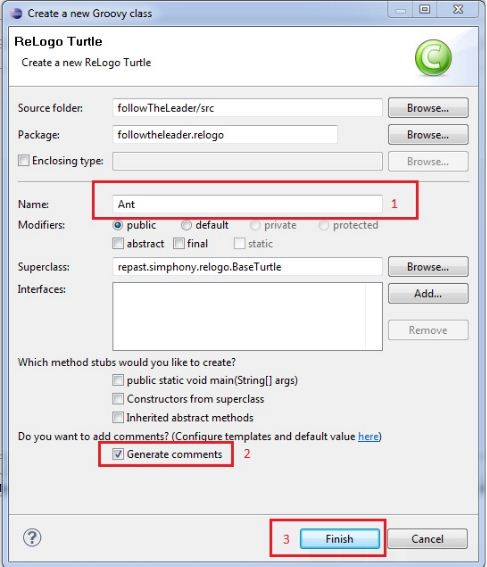 Create a new Groovy class
ReLogo Turtle
Create a new ReLogo Turtle
Source folder: followTheLeader/src Browse...
Package: followtheleader.relogo Browse...
Enclosing type: Browse...
Name: Ant 1
Modifiers: public default private protected
abstract final static
Superclass: repast.simphony.relogo.BaseTurtle Browse...
Interfaces: Add...
Remove
Which method stubs would you like to create?
public static void main(String[] args)
Constructors from superclass
Inherited abstract methods
Do you want to add comments? (Configure templates and default value here)
Generate comments 2
3 Finish Cancel